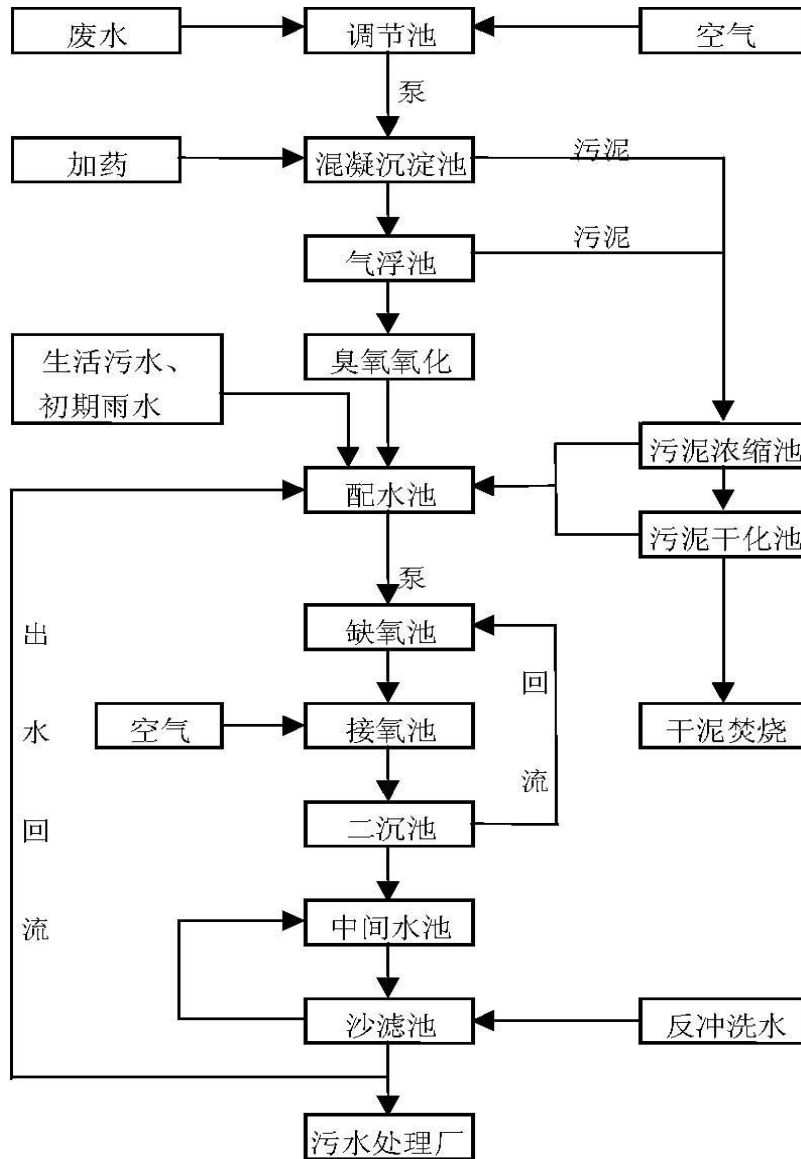 废水
调节池
空气
泵
加药
混凝沉淀池
污泥
气浮池
污泥
臭氧氧化
生活污水、
初期雨水
污泥浓缩池
配水池
污泥干化池
泵
缺氧池
出
水
回
流
回
流
空气
接氧池
干泥焚烧
二沉池
中间水池
沙滤池
反冲洗水
污水处理厂